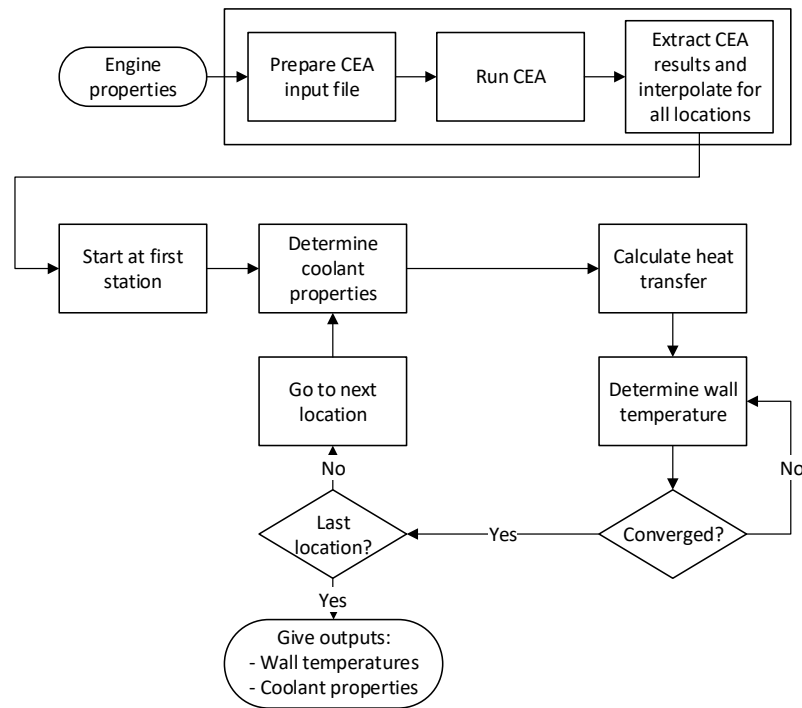 Engine
properties
Prepare CEA
input file
Run CEA
Extract CEA
results and
interpolate for
all locations
Start at first
station
Determine
coolant
properties
Calculate heat
transfer
Go to next
location
Determine wall
temperature
No
No
Last
location?
Yes
Converged?
Yes
Give outputs:
- Wall temperatures
- Coolant properties